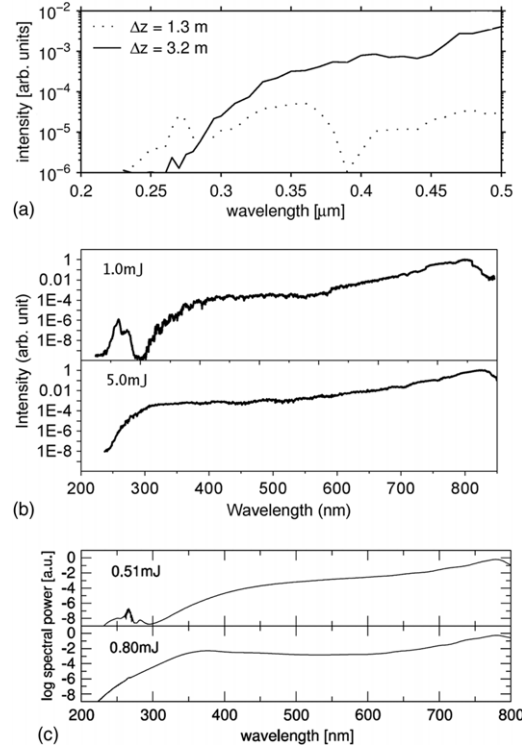 10⁻²
10⁻³
10⁻⁴
10⁻⁵
10⁻⁶
intensity [arb. units]
Δz = 1.3 m
Δz = 3.2 m
0.2 0.25 0.3 0.35 0.4 0.45 0.5
wavelength [μm]
(a)
1.0mJ
1
0.01
1E-4
1E-6
1E-8
Intensity (arb. unit)
5.0mJ
1
0.01
1E-4
1E-8
200 300 400 500 600 700 800
Wavelength (nm)
(b)
0.51mJ
0
-2
-4
-6
-8
log spectral power [a.u.]
0.80mJ
0
-2
-4
-6
-8
200 300 400 500 600 700 800
wavelength [nm]
(c)